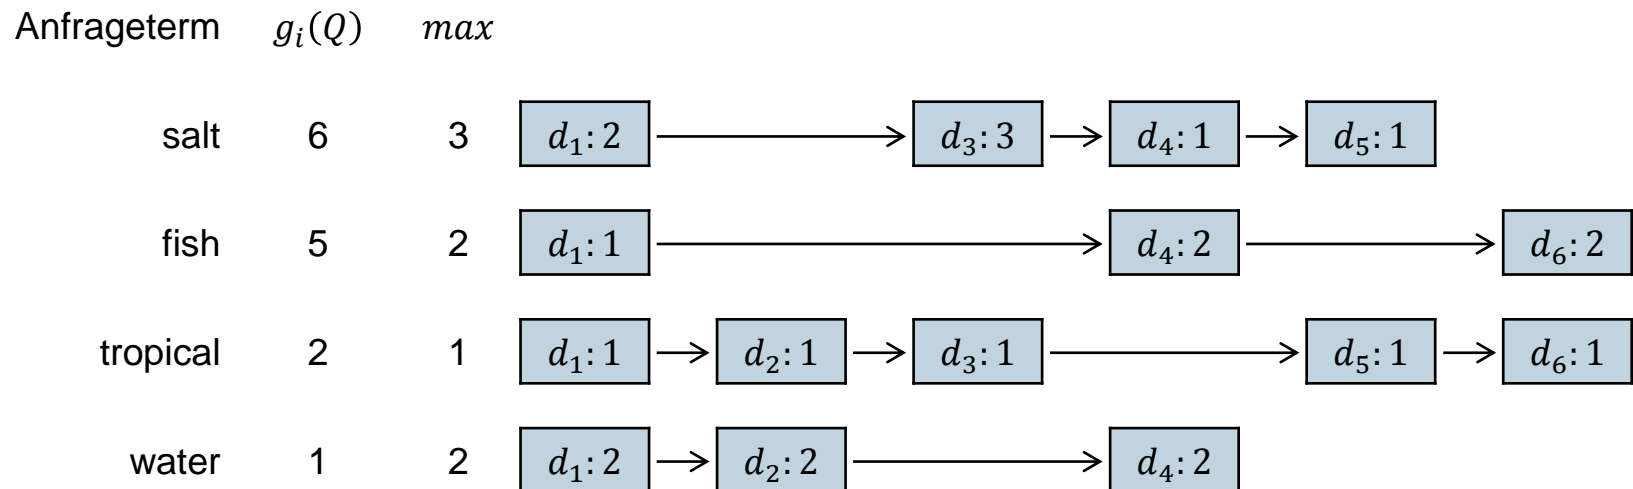 Anfrageterm g_i(Q) max
salt 6 3 d_1: 2 d_3: 3 d_4: 1 d_5: 1
fish 5 2 d_1: 1 d_4: 2 d_6: 2
tropical 2 1 d_1: 1 d_2: 1 d_3: 1 d_5: 1 d_6: 1
water 1 2 d_1: 2 d_2: 2 d_4: 2